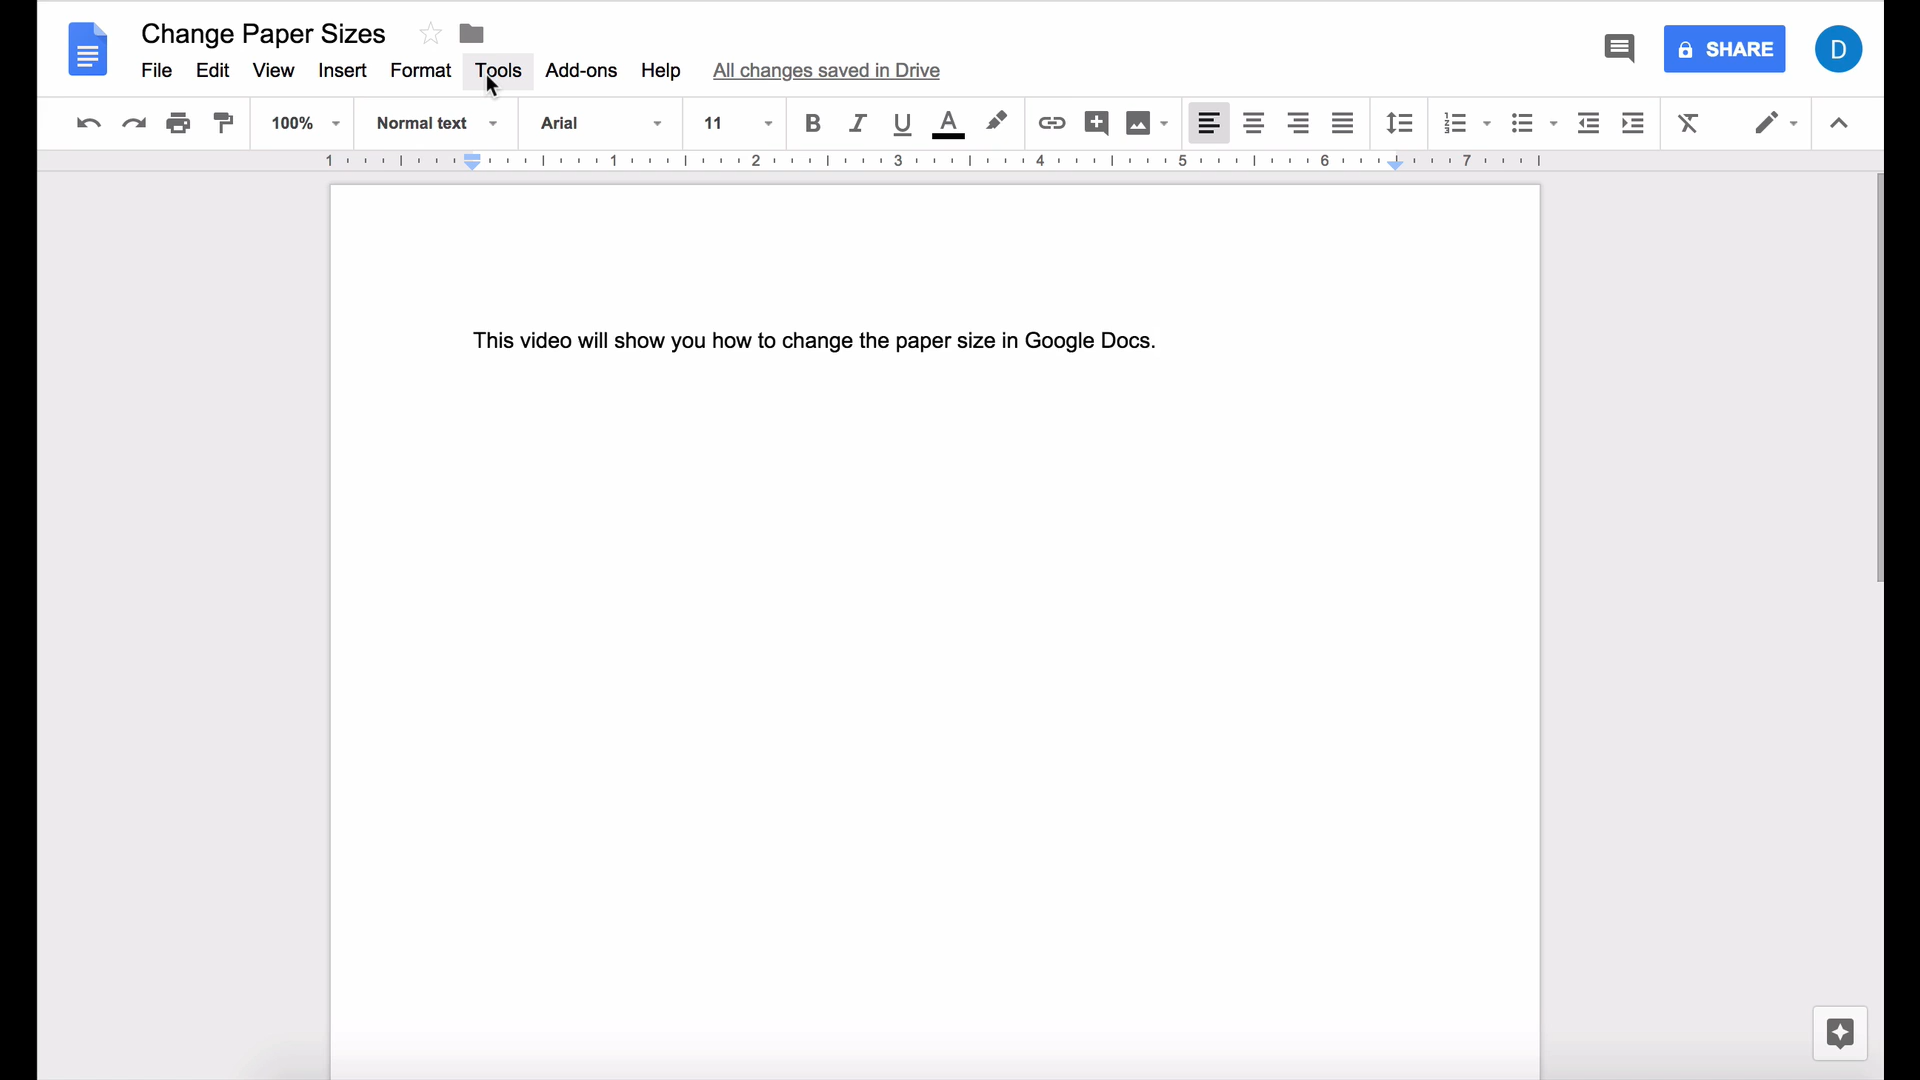 Change Paper Sizes
File Edit View Insert Format Tools Add-ons Help All changes saved in Drive
SHARE
D
100% Normal text Arial 11 B I U A
1 1 2 3 4 5 6 7
This video will show you how to change the paper size in Google Docs.